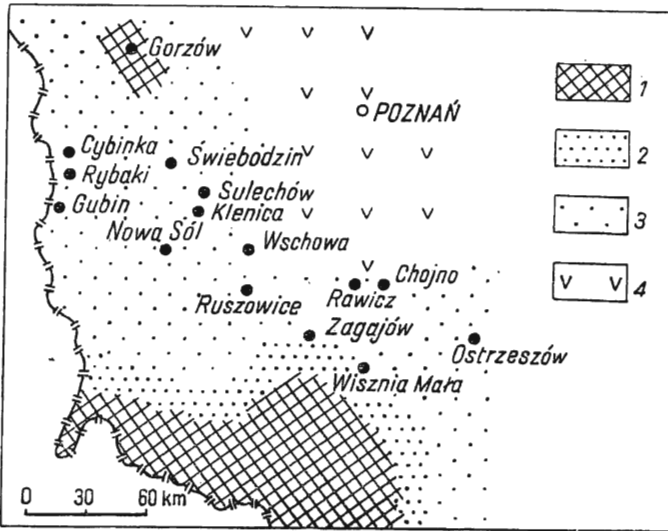 Gorzów
POZNAŃ
Cybinka
Rybaki
Gubin
Świebodzin
Sulechów
Klenica
Nowa Sól
Wschowa
Ruszowice
Rawicz
Chojno
Zagajów
Ostrzeszów
Wisznia Mała
0 30 60 km
1
2
3
V V 4